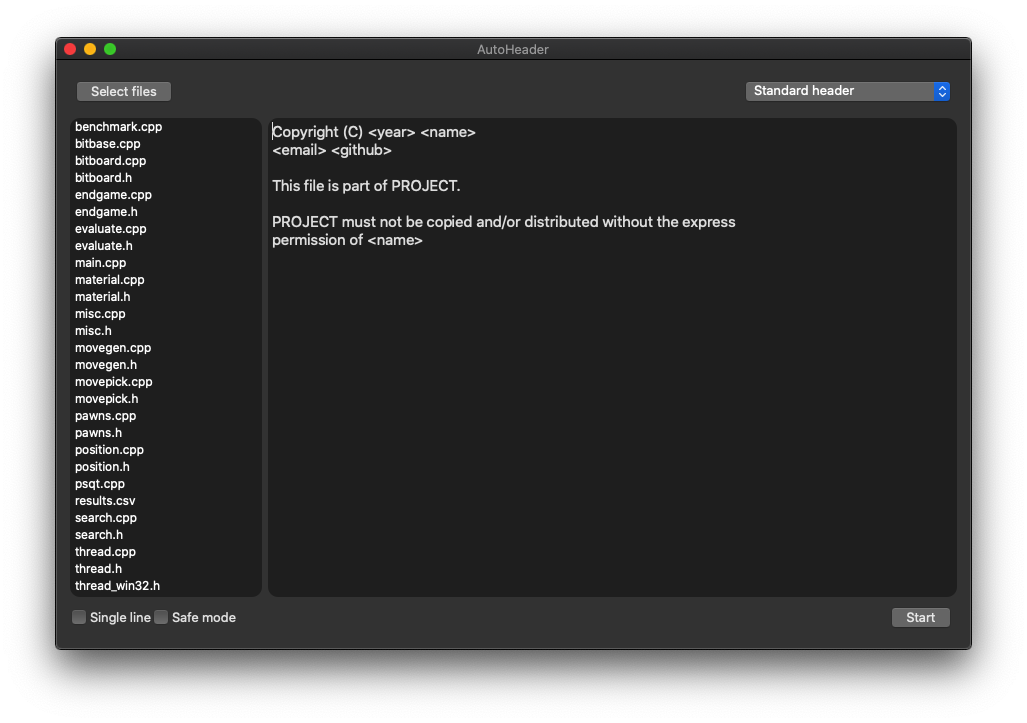 AutoHeader
Select files
Standard header
benchmark.cpp
bitbase.cpp
bitboard.cpp
bitboard.h
endgame.cpp
endgame.h
evaluate.cpp
evaluate.h
main.cpp
material.cpp
material.h
misc.cpp
misc.h
movegen.cpp
movegen.h
movepick.cpp
movepick.h
pawns.cpp
pawns.h
position.cpp
position.h
psqt.cpp
results.csv
search.cpp
search.h
thread.cpp
thread.h
thread_win32.h
Copyright (C) <year> <name>
<email> <github>
This file is part of PROJECT.
PROJECT must not be copied and/or distributed without the express
permission of <name>
Single line
Safe mode
Start